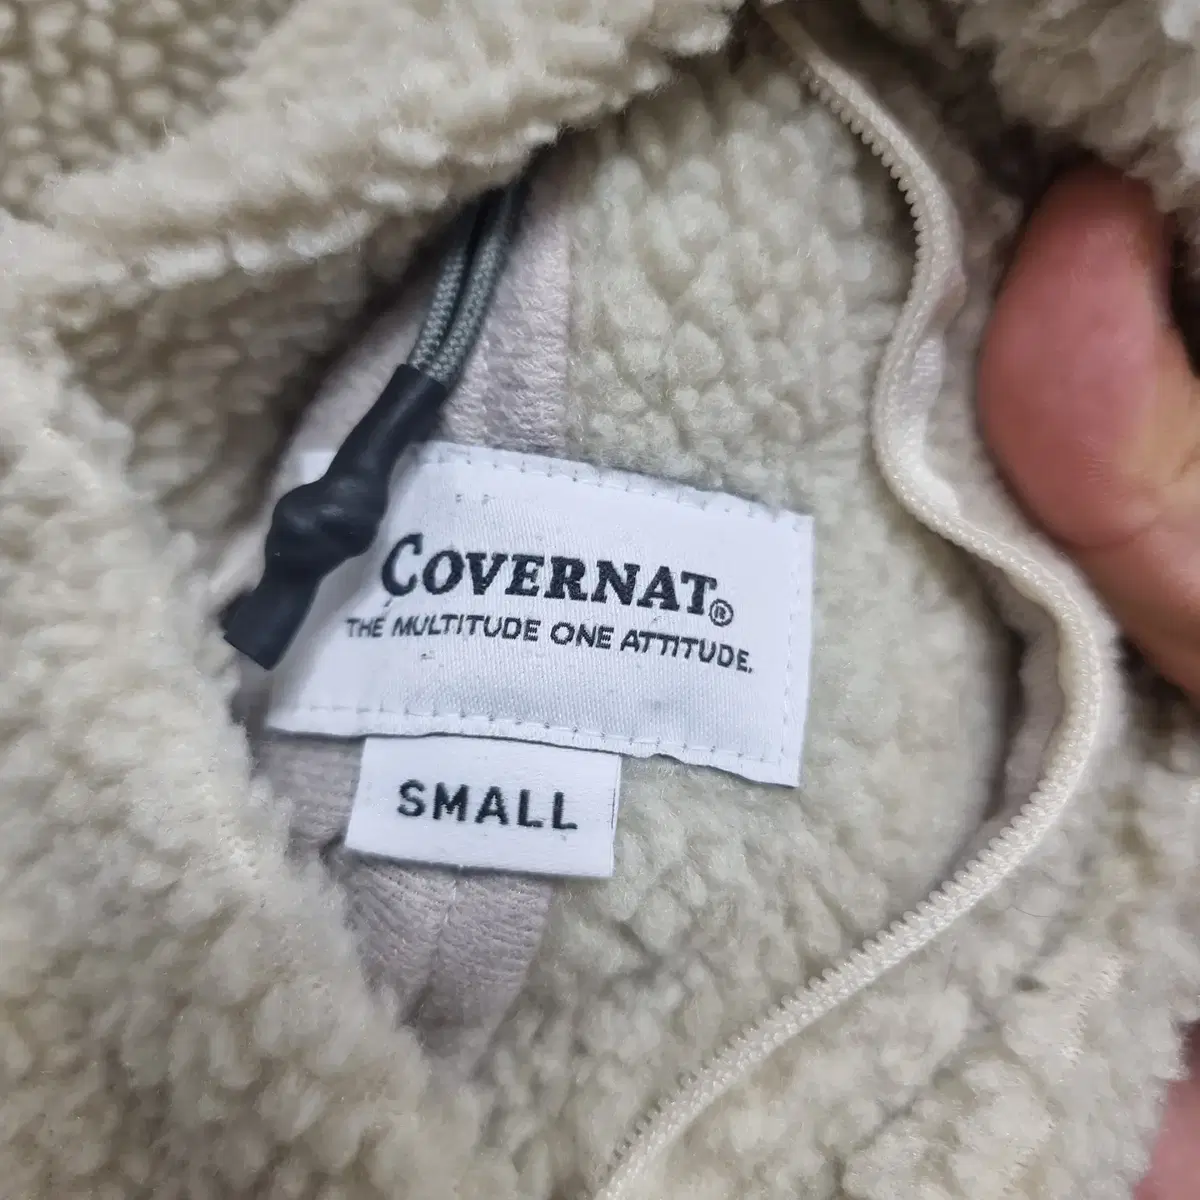 COVERNAT®
THE MULTITUDE ONE ATTITUDE.
SMALL